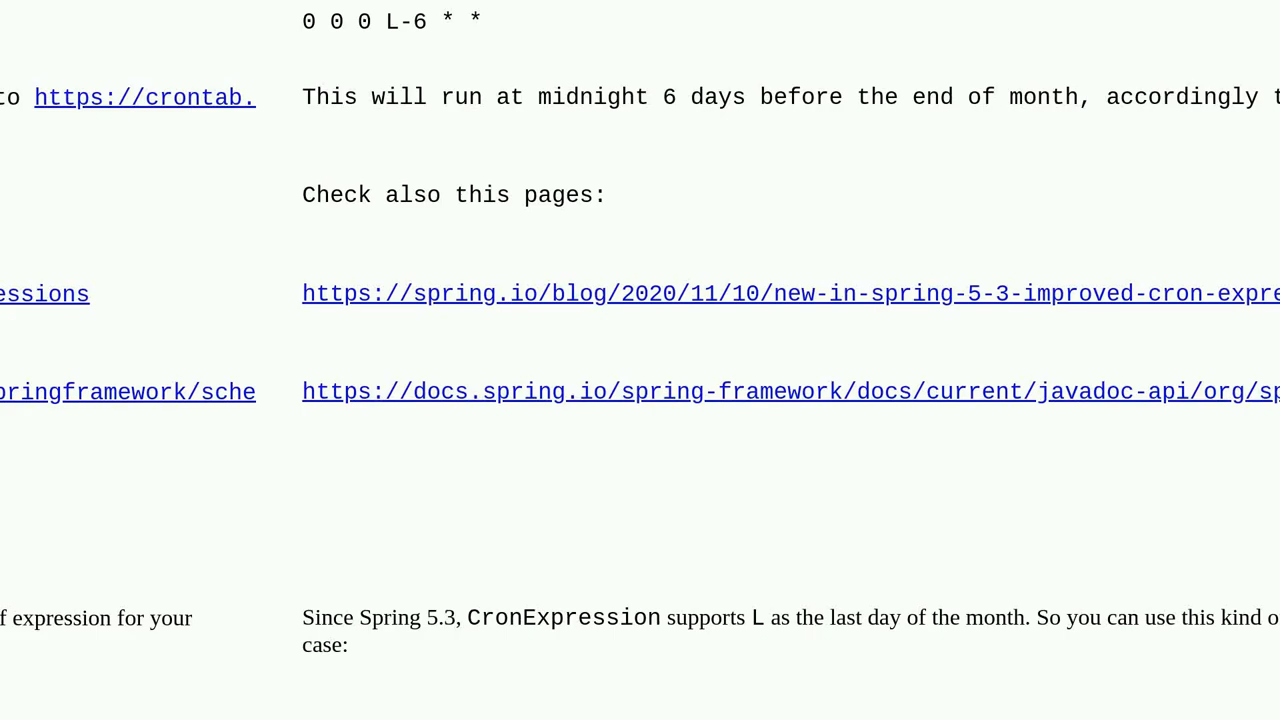 0 0 0 L-6 * *
to https://crontab. This will run at midnight 6 days before the end of month, accordingly t
Check also this pages:
essions https://spring.io/blog/2020/11/10/new-in-spring-5-3-improved-cron-expre
pringframework/sche https://docs.spring.io/spring-framework/docs/current/javadoc-api/org/sp
f expression for your Since Spring 5.3, CronExpression supports L as the last day of the month. So you can use this kind o
case: